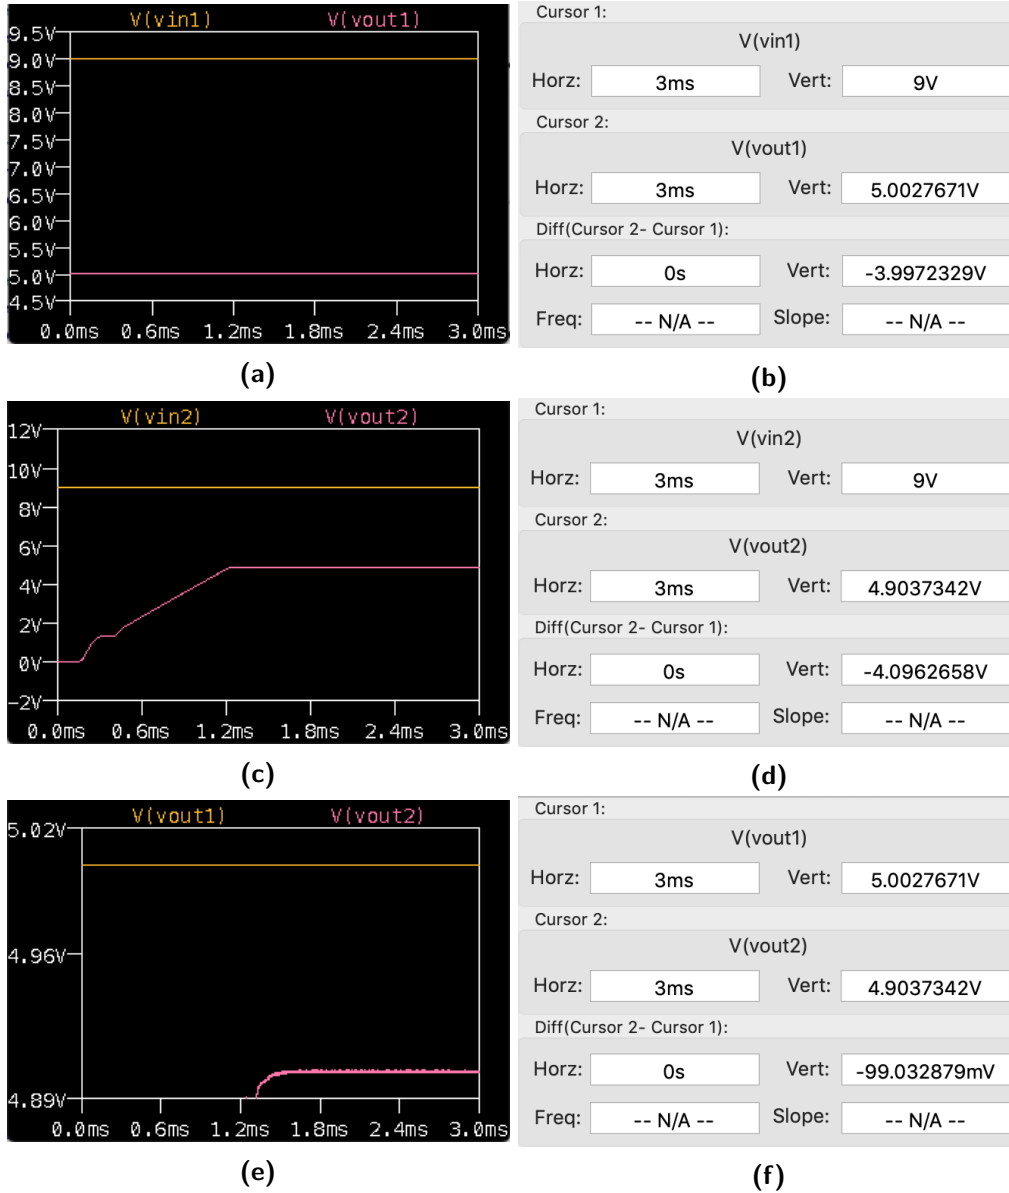 V(vin1) V(vout1)
9.5V
9.0V
8.5V
8.0V
7.5V
7.0V
6.5V
6.0V
5.5V
5.0V
4.5V
0.0ms 0.6ms 1.2ms 1.8ms 2.4ms 3.0ms
(a)
Cursor 1:
V(vin1)
Horz: 3ms Vert: 9V
Cursor 2:
V(vout1)
Horz: 3ms Vert: 5.0027671V
Diff(Cursor 2- Cursor 1):
Horz: 0s Vert: -3.9972329V
Freq: -- N/A -- Slope: -- N/A --
(b)
V(vin2) V(vout2)
12V
10V
8V
6V
4V
2V
0V
-2V
0.0ms 0.6ms 1.2ms 1.8ms 2.4ms 3.0ms
(c)
Cursor 1:
V(vin2)
Horz: 3ms Vert: 9V
Cursor 2:
V(vout2)
Horz: 3ms Vert: 4.9037342V
Diff(Cursor 2- Cursor 1):
Horz: 0s Vert: -4.0962658V
Freq: -- N/A -- Slope: -- N/A --
(d)
V(vout1) V(vout2)
5.02V
4.96V
4.89V
0.0ms 0.6ms 1.2ms 1.8ms 2.4ms 3.0ms
(e)
Cursor 1:
V(vout1)
Horz: 3ms Vert: 5.0027671V
Cursor 2:
V(vout2)
Horz: 3ms Vert: 4.9037342V
Diff(Cursor 2- Cursor 1):
Horz: 0s Vert: -99.032879mV
Freq: -- N/A -- Slope: -- N/A --
(f)